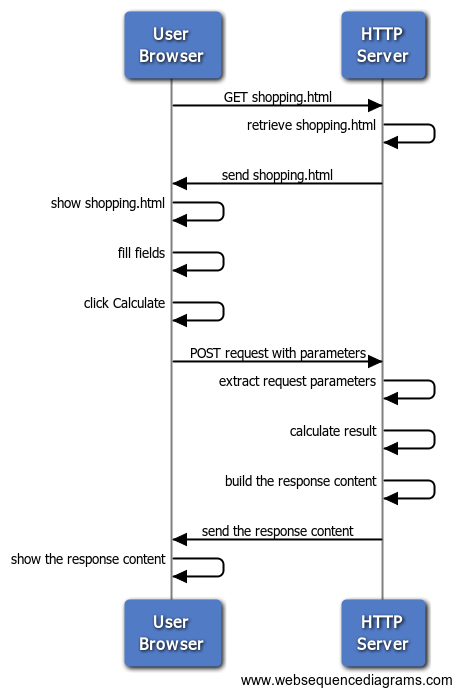 User
Browser
HTTP
Server
GET shopping.html
retrieve shopping.html
send shopping.html
show shopping.html
fill fields
click Calculate
POST request with parameters
extract request parameters
calculate result
build the response content
send the response content
show the response content
User
Browser
HTTP
Server
www.websequencediagrams.com